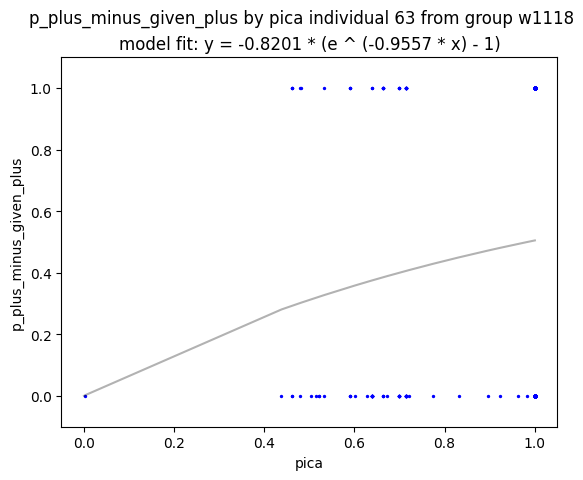 p_plus_minus_given_plus by pica individual 63 from group w1118
model fit: y = -0.8201 * (e ^ (-0.9557 * x) - 1)
p_plus_minus_given_plus
1.0
0.8
0.6
0.4
0.2
0.0
0.0 0.2 0.4 0.6 0.8 1.0
pica